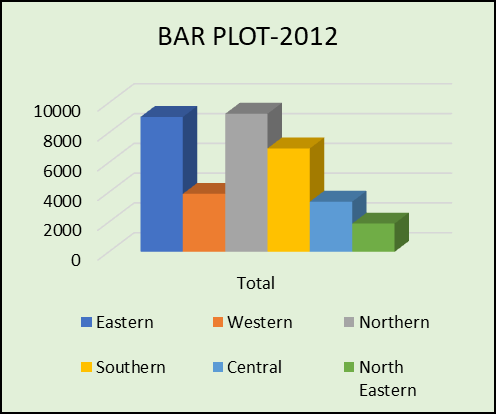 BAR PLOT-2012
10000
8000
6000
4000
2000
0
Total
Eastern Western Northern
Southern Central North
Eastern